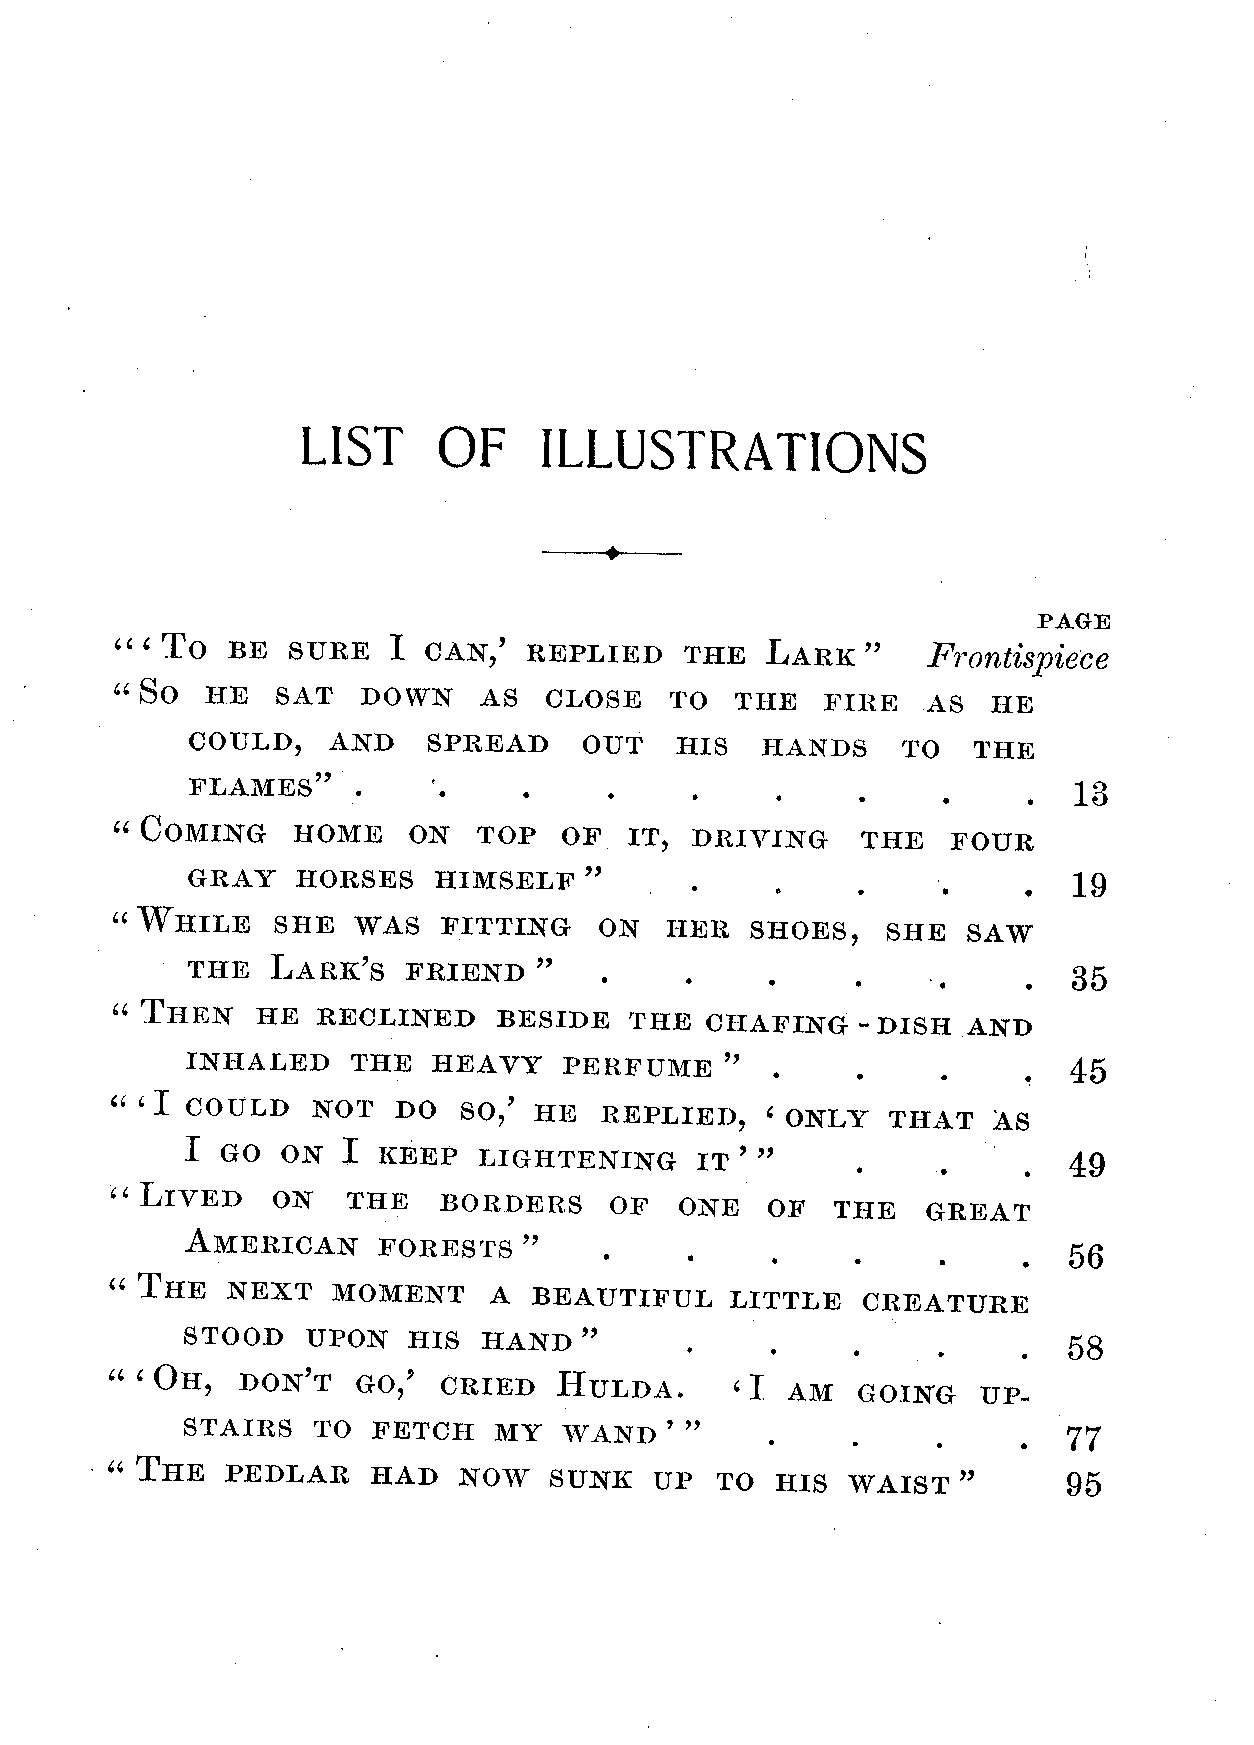 LIST OF ILLUSTRATIONS
PAGE
"'To be sure I can,' replied the Lark" Frontispiece
"So he sat down as close to the fire as he
could, and spread out his hands to the
flames" . . . . . . . . . 13
"Coming home on top of it, driving the four
gray horses himself" . . . . . 19
"While she was fitting on her shoes, she saw
the Lark's friend" . . . . . . 35
"Then he reclined beside the chafing-dish and
inhaled the heavy perfume" . . . . 45
"'I could not do so,' he replied, 'only that as
I go on I keep lightening it'" . . . 49
"Lived on the borders of one of the great
American forests" . . . . . . 56
"The next moment a beautiful little creature
stood upon his hand" . . . . . 58
"'Oh, don't go,' cried Hulda. 'I am going up-
stairs to fetch my wand'" . . . . 77
"The pedlar had now sunk up to his waist" 95